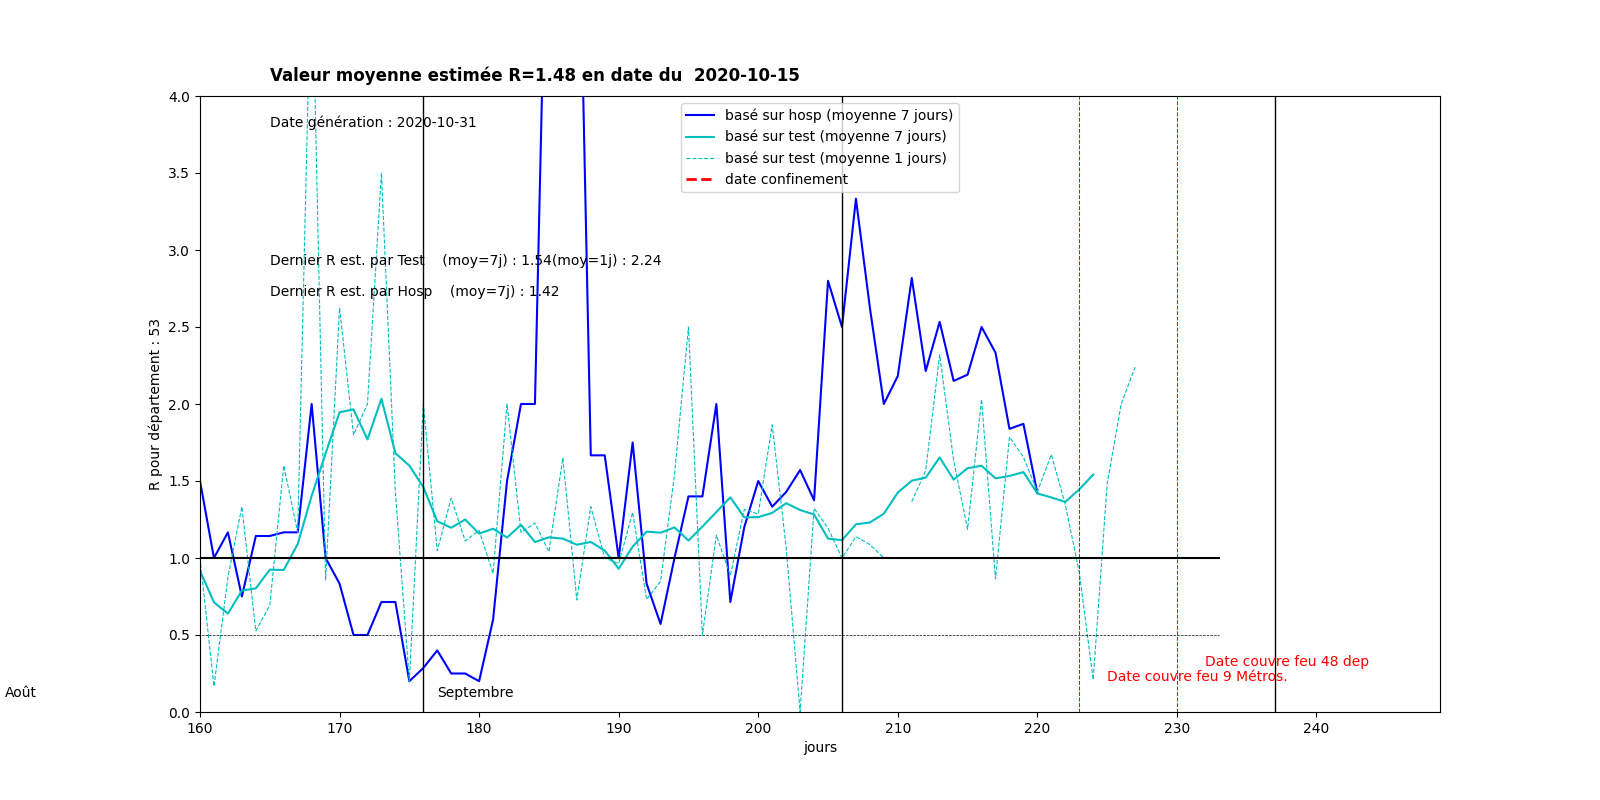 Valeur moyenne estimée R=1.48 en date du  2020-10-15
4.0
Date génération : 2020-10-31
basé sur hosp (moyenne 7 jours)
basé sur test (moyenne 7 jours)
basé sur test (moyenne 1 jours)
date confinement
3.5
3.0
Dernier R est. par Test    (moy=7j) : 1.54(moy=1j) : 2.24
Dernier R est. par Hosp    (moy=7j) : 1.42
2.5
2.0
1.5
1.0
0.5
0.0
R pour département : 53
Date couvre feu 48 dep
Date couvre feu 9 Métros.
Août
Septembre
160 170 180 190 200 210 220 230 240
jours